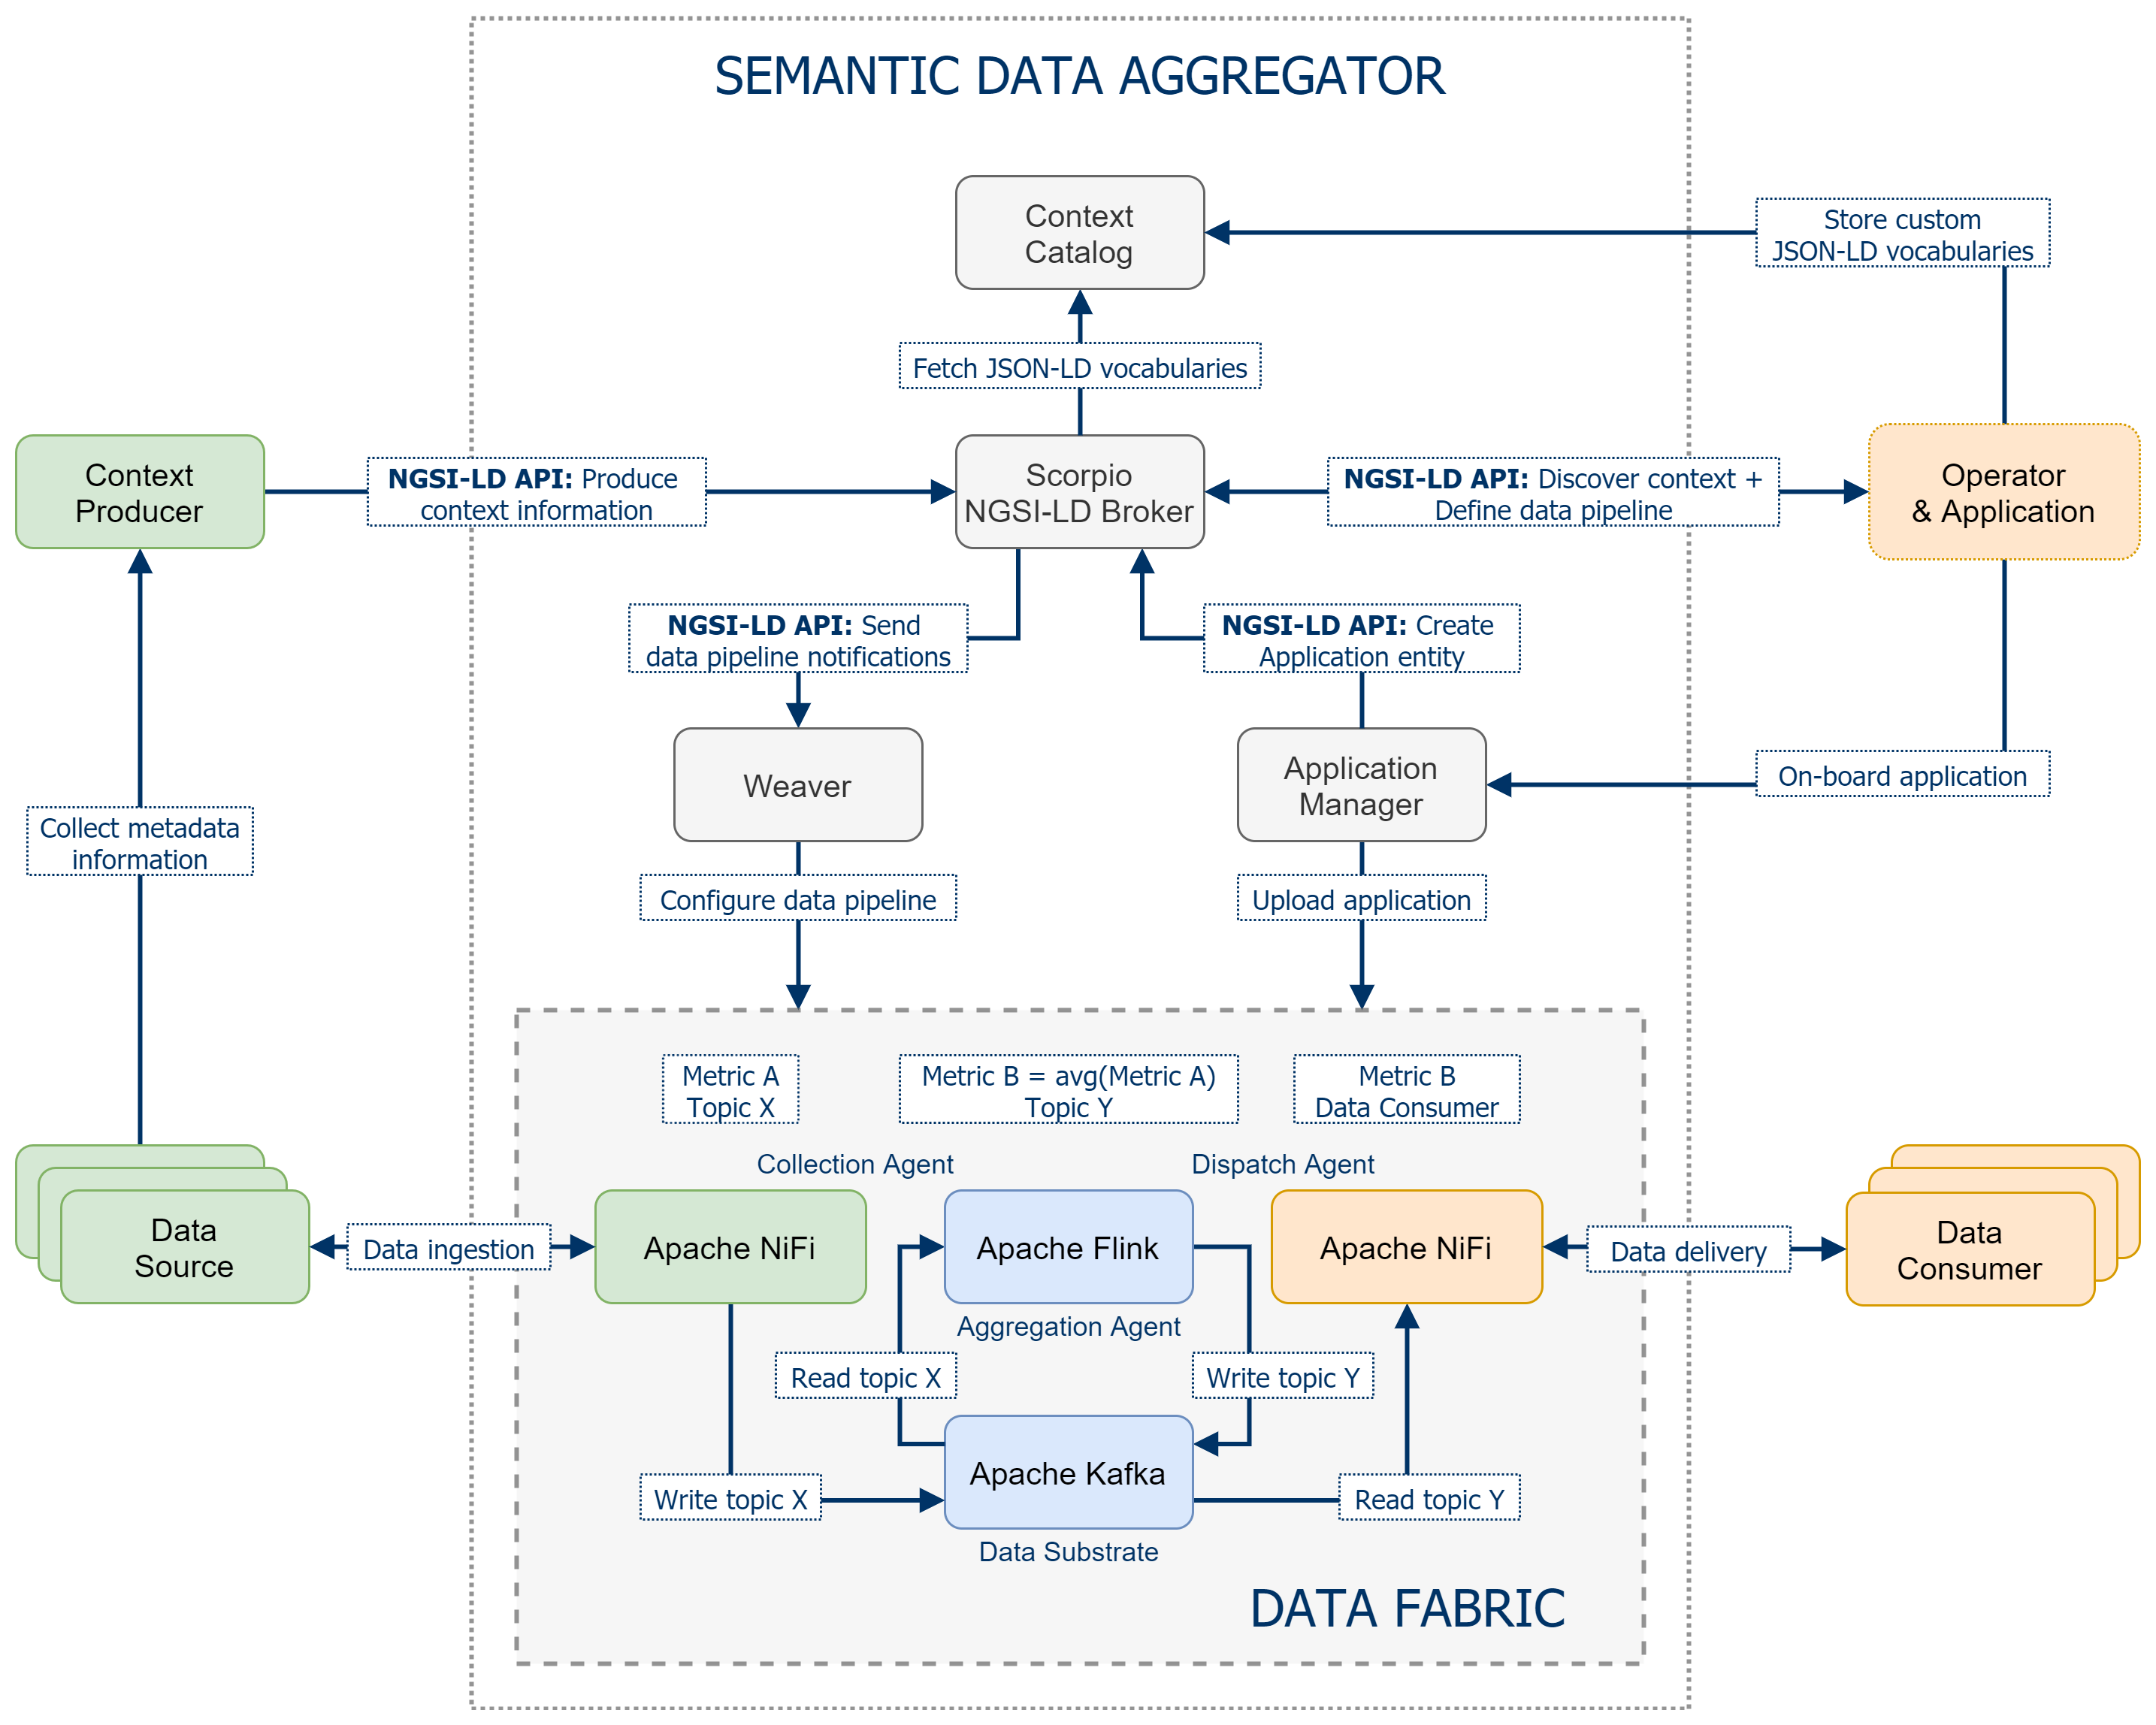 SEMANTIC DATA AGGREGATOR
Context
Catalog
Store custom
JSON-LD vocabularies
Fetch JSON-LD vocabularies
Context
Producer
NGSI-LD API: Produce
context information
Scorpio
NGSI-LD Broker
NGSI-LD API: Discover context +
Define data pipeline
Operator
& Application
NGSI-LD API: Send
data pipeline notifications
NGSI-LD API: Create
Application entity
Weaver
Application
Manager
On-board application
Collect metadata
information
Configure data pipeline
Upload application
Metric A
Topic X
Metric B = avg(Metric A)
Topic Y
Metric B
Data Consumer
Collection Agent
Dispatch Agent
Data
Source
Data ingestion
Apache NiFi
Apache Flink
Apache NiFi
Data delivery
Data
Consumer
Aggregation Agent
Read topic X
Write topic Y
Apache Kafka
Write topic X
Read topic Y
Data Substrate
DATA FABRIC